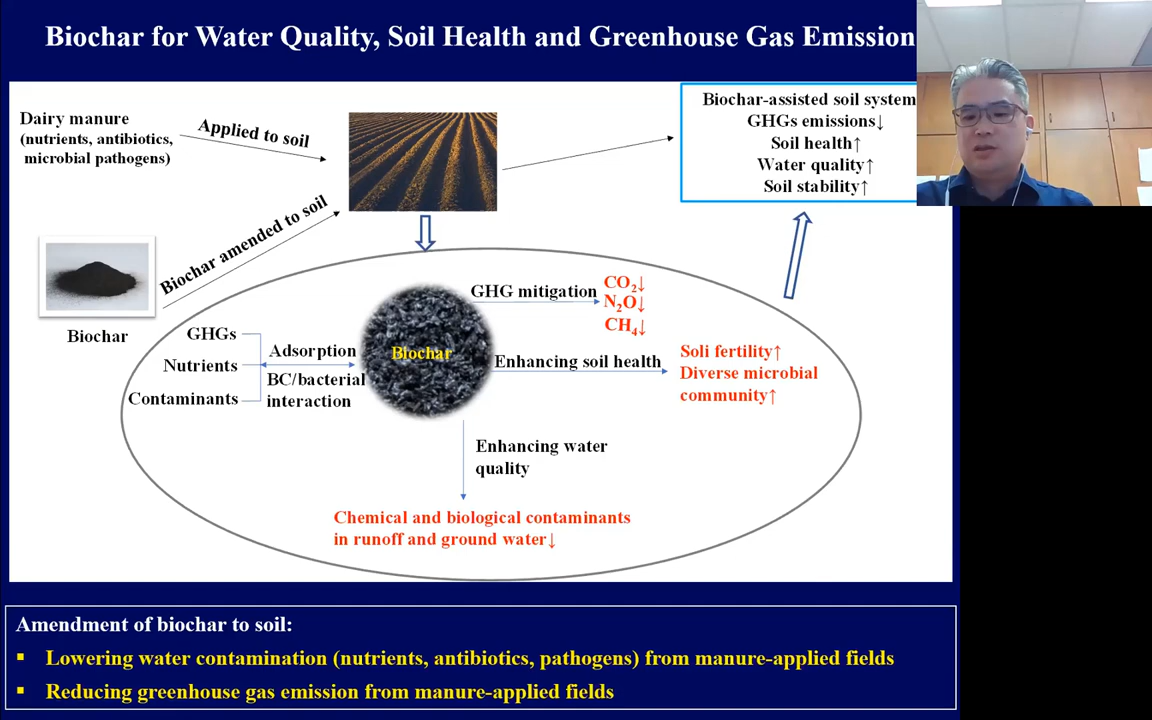 Biochar for Water Quality, Soil Health and Greenhouse Gas Emission
Dairy manure
(nutrients, antibiotics,
microbial pathogens)
Applied to soil
Biochar-assisted soil system
GHGs emissions↓
Soil health↑
Water quality↑
Soil stability↑
Biochar amended to soil
Biochar
GHGs
Nutrients
Contaminants
Adsorption
BC/bacterial
interaction
Biochar
GHG mitigation
CO₂↓
N₂O↓
CH₄↓
Enhancing soil health
Soli fertility↑
Diverse microbial
community↑
Enhancing water
quality
Chemical and biological contaminants
in runoff and ground water↓
Amendment of biochar to soil:
▪ Lowering water contamination (nutrients, antibiotics, pathogens) from manure-applied fields
▪ Reducing greenhouse gas emission from manure-applied fields